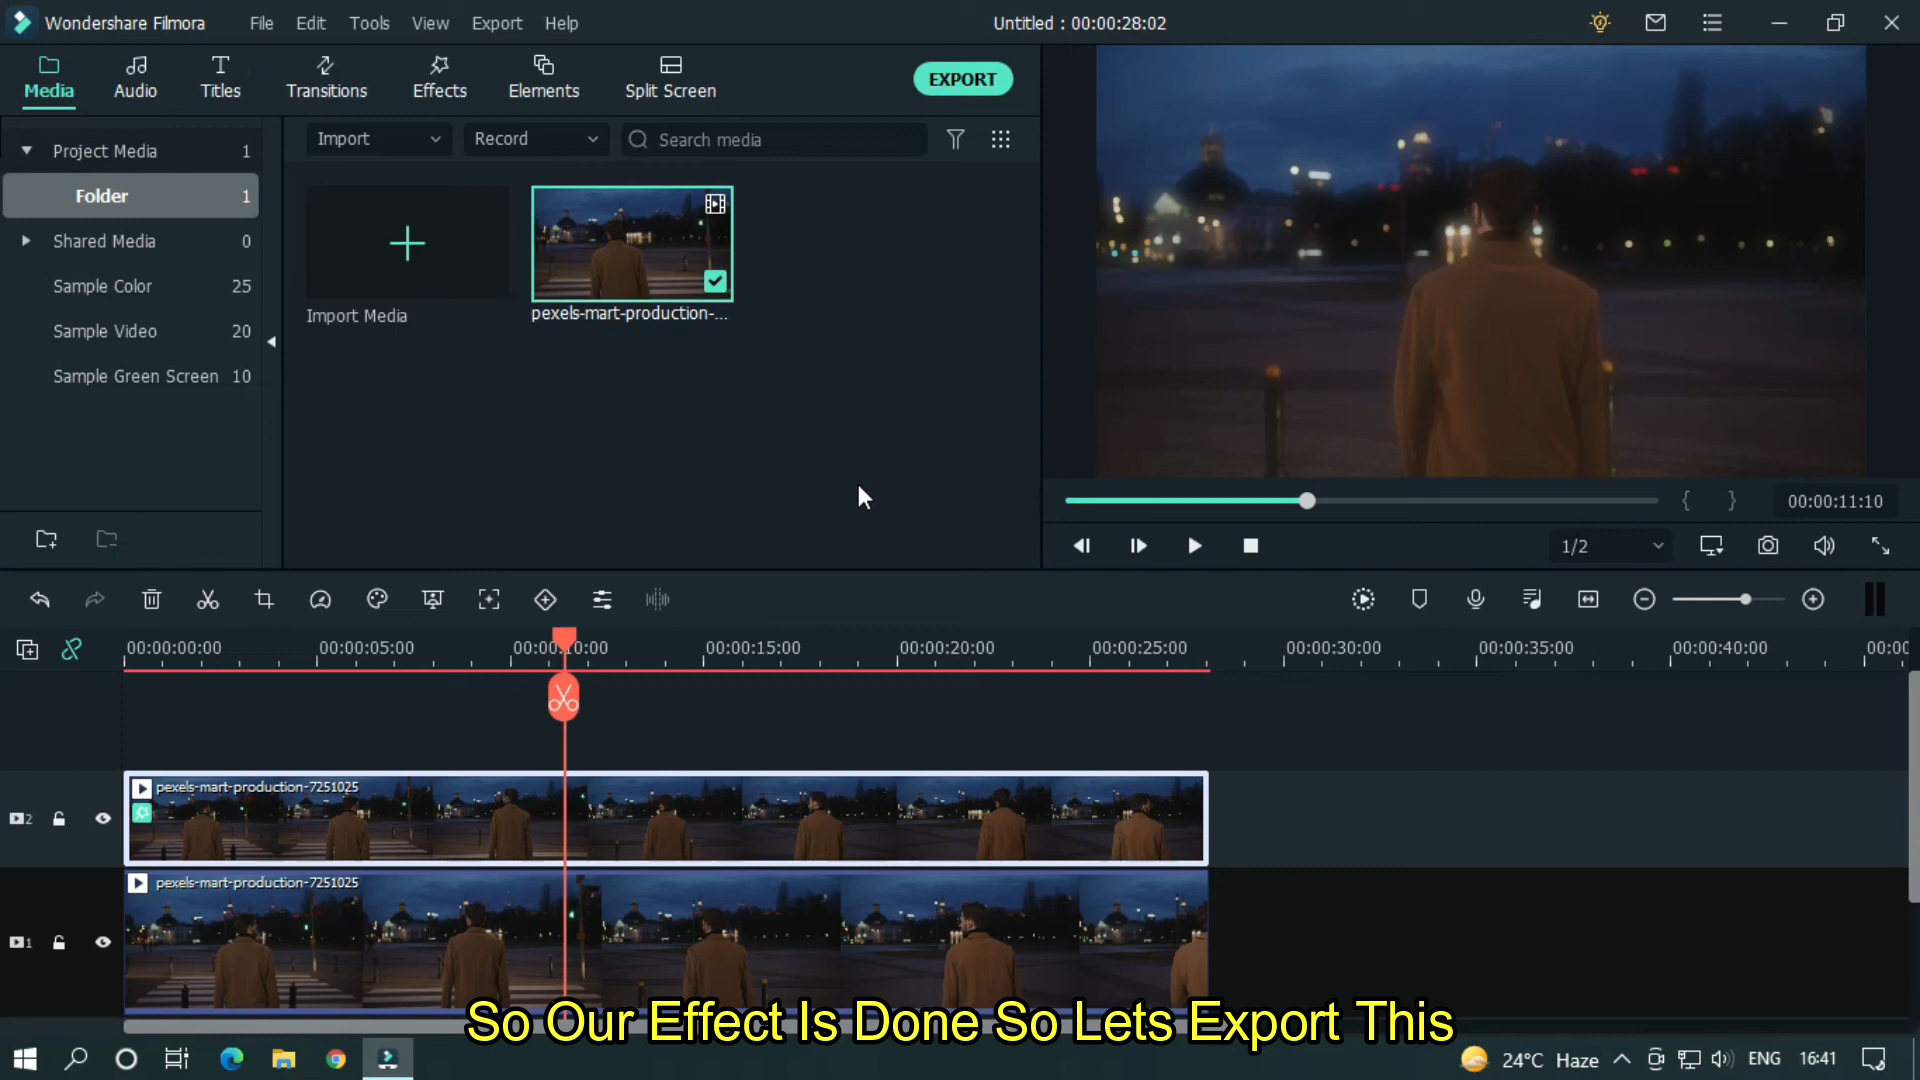 Wondershare Filmora File Edit Tools View Export Help Untitled : 00:00:28:02
Media Audio Titles Transitions Effects Elements Split Screen EXPORT
Project Media 1
Folder 1
Shared Media 0
Sample Color 25
Sample Video 20
Sample Green Screen 10
Import Record Search media
Import Media pexels-mart-production-...
{ } 00:00:11:10
1/2
00:00:00:00 00:00:05:00 00:00:10:00 00:00:15:00 00:00:20:00 00:00:25:00 00:00:30:00 00:00:35:00 00:00:40:00
2 pexels-mart-production-7251025
1 pexels-mart-production-7251025
So Our Effect Is Done So Lets Export This
24°C Haze ENG 16:41